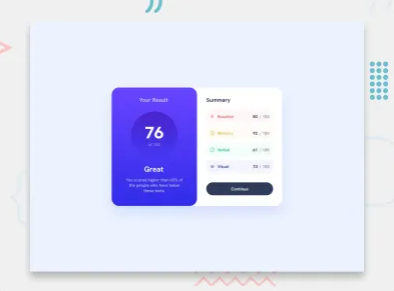 Your Result
76
of 100
Great
You scored higher than 65% of
the people who have taken
these tests.
Summary
Reaction 80 / 100
Memory 92 / 100
Verbal 61 / 100
Visual 72 / 100
Continue